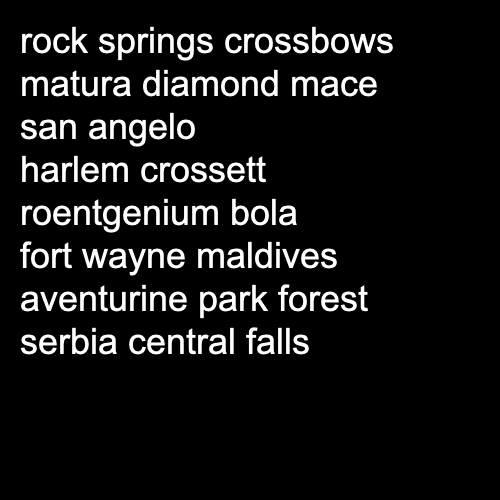 rock springs crossbows
matura diamond mace
san angelo
harlem crossett
roentgenium bola
fort wayne maldives
aventurine park forest
serbia central falls